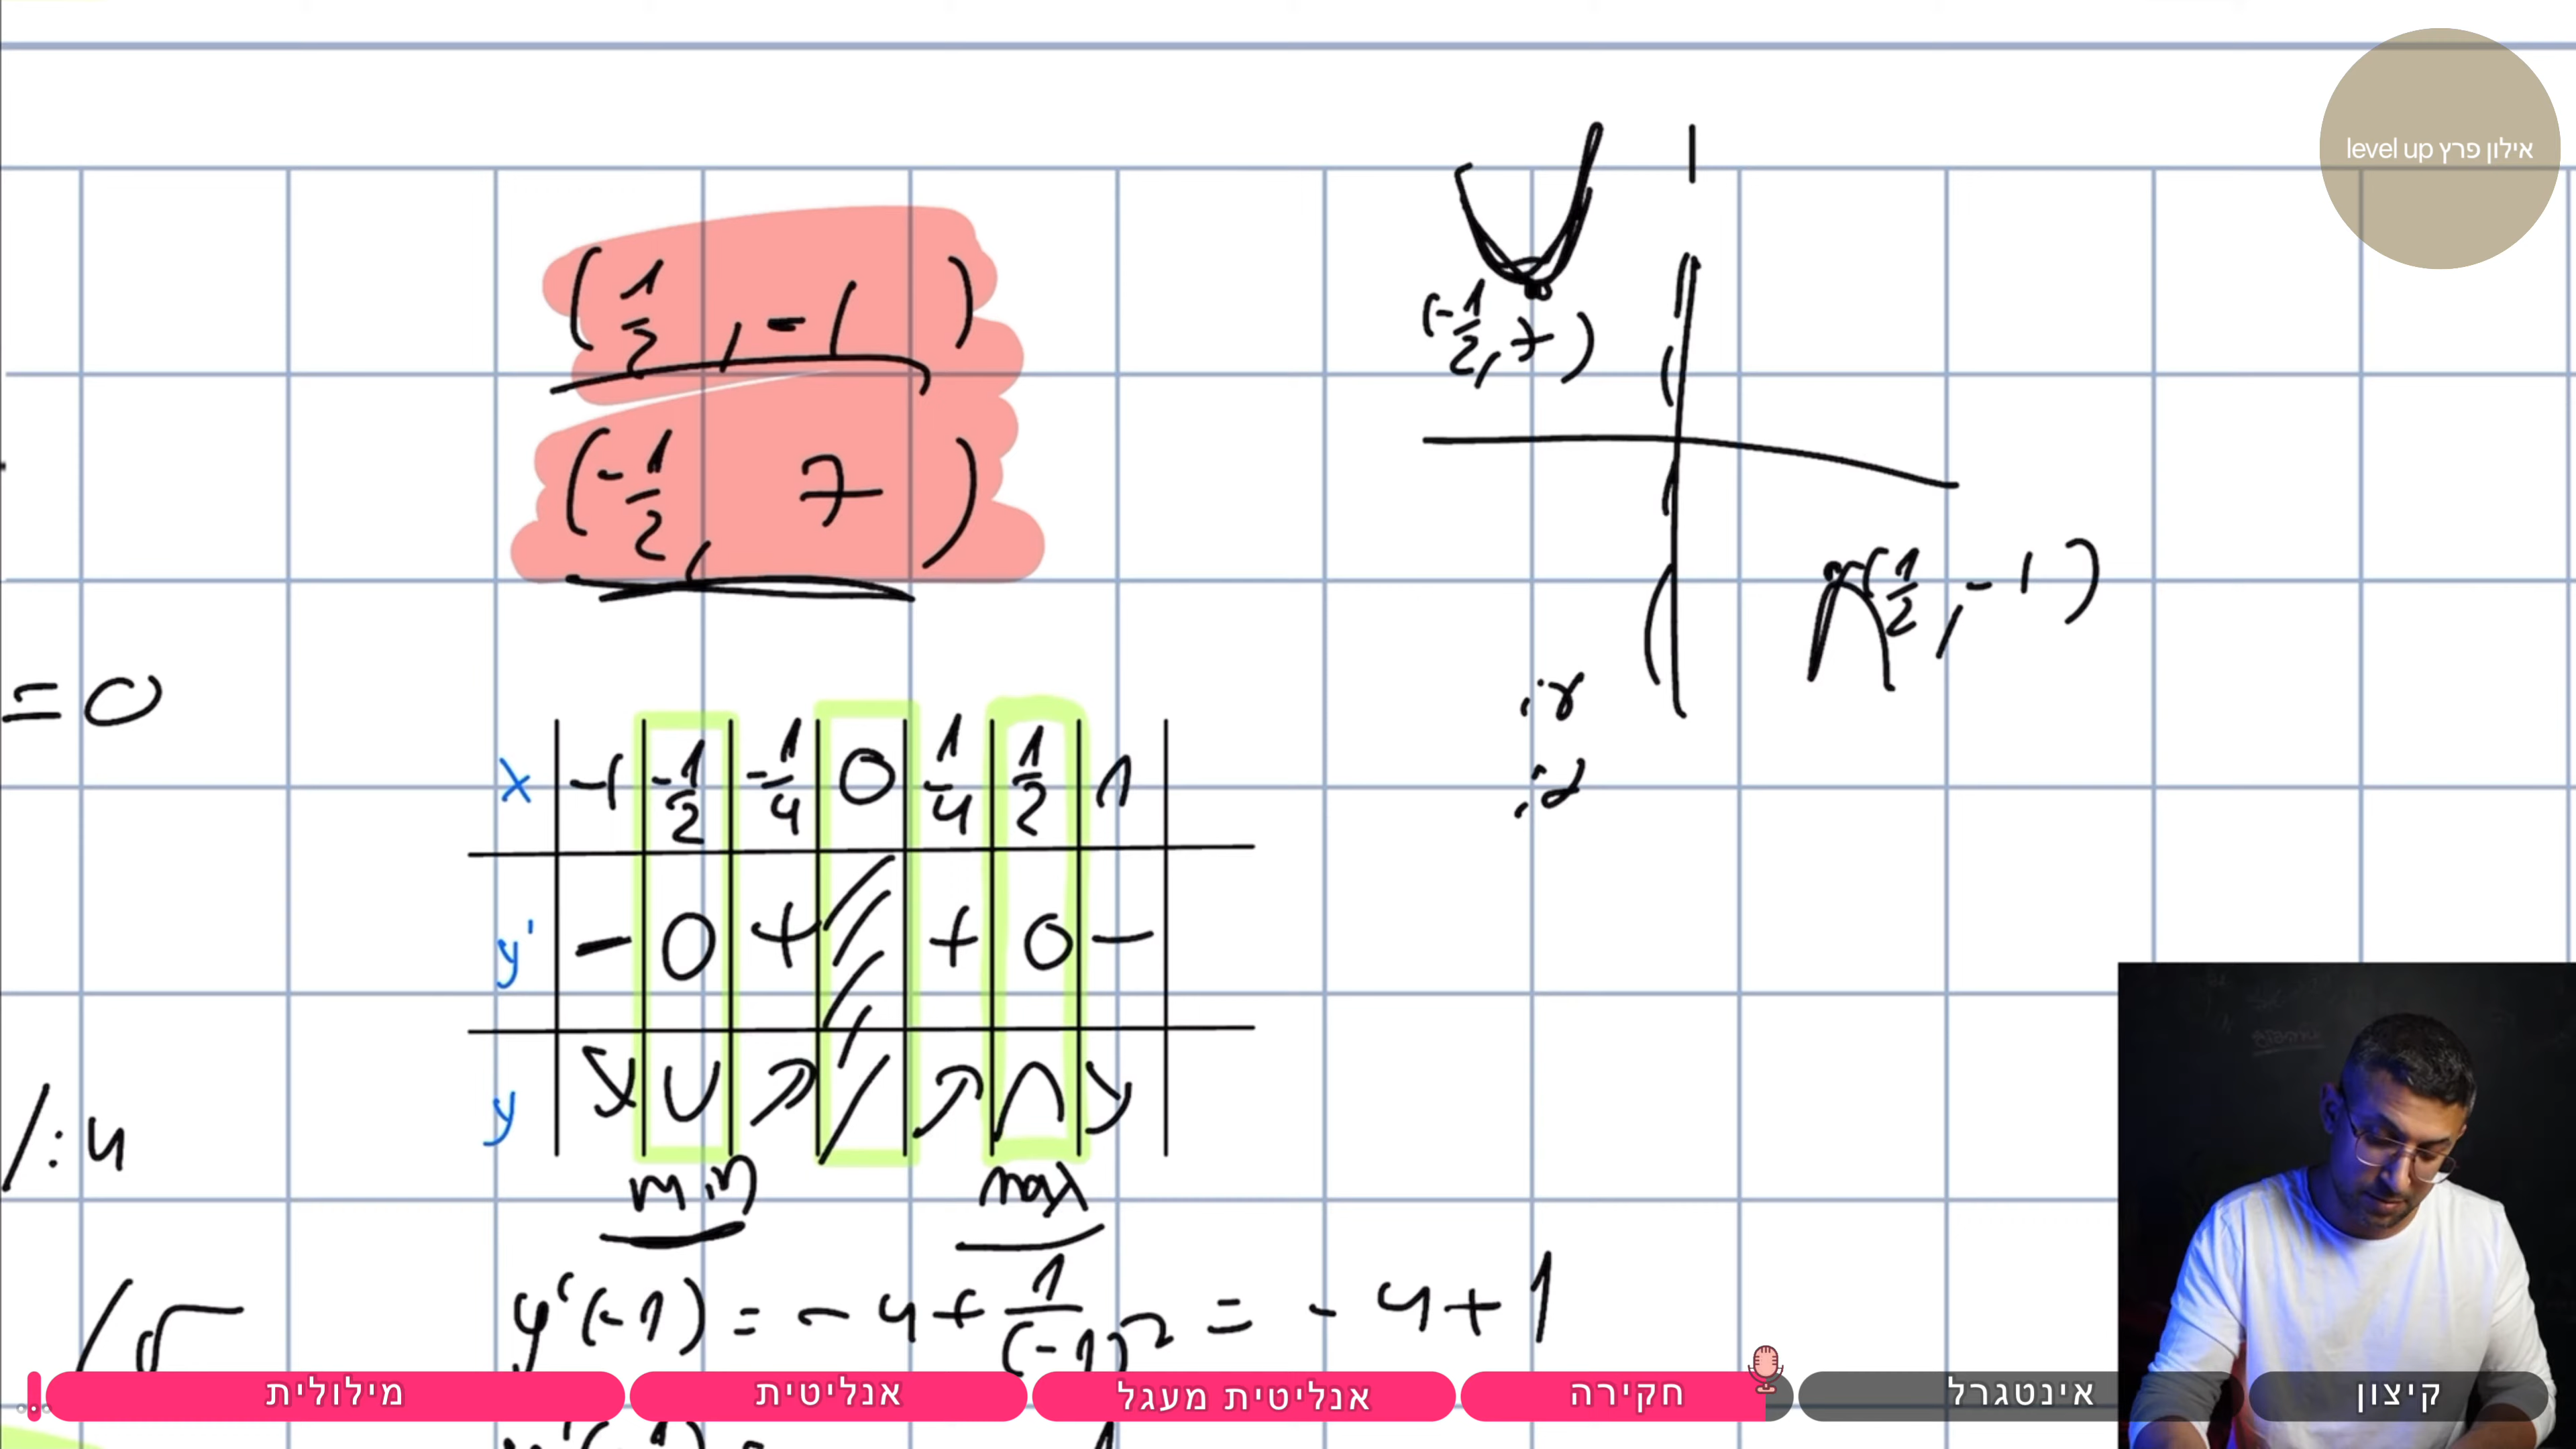 אילון פרץ level up
(1/2, -1)
(-1/2, 7)
(-1/2, 7)
(1/2, -1)
ג:
ד:
=0
x -1 -1/2 -1/4 0 1/4 1/2 1
y' - 0 + + 0 -
y ↘ ∪ ↗ ↗ ∩ ↘
/:4
min max
/√
y'(-1) = -4 + 1/(-1)² = -4+1
מילולית אנליטית אנליטית מעגל חקירה אינטגרל קיצון